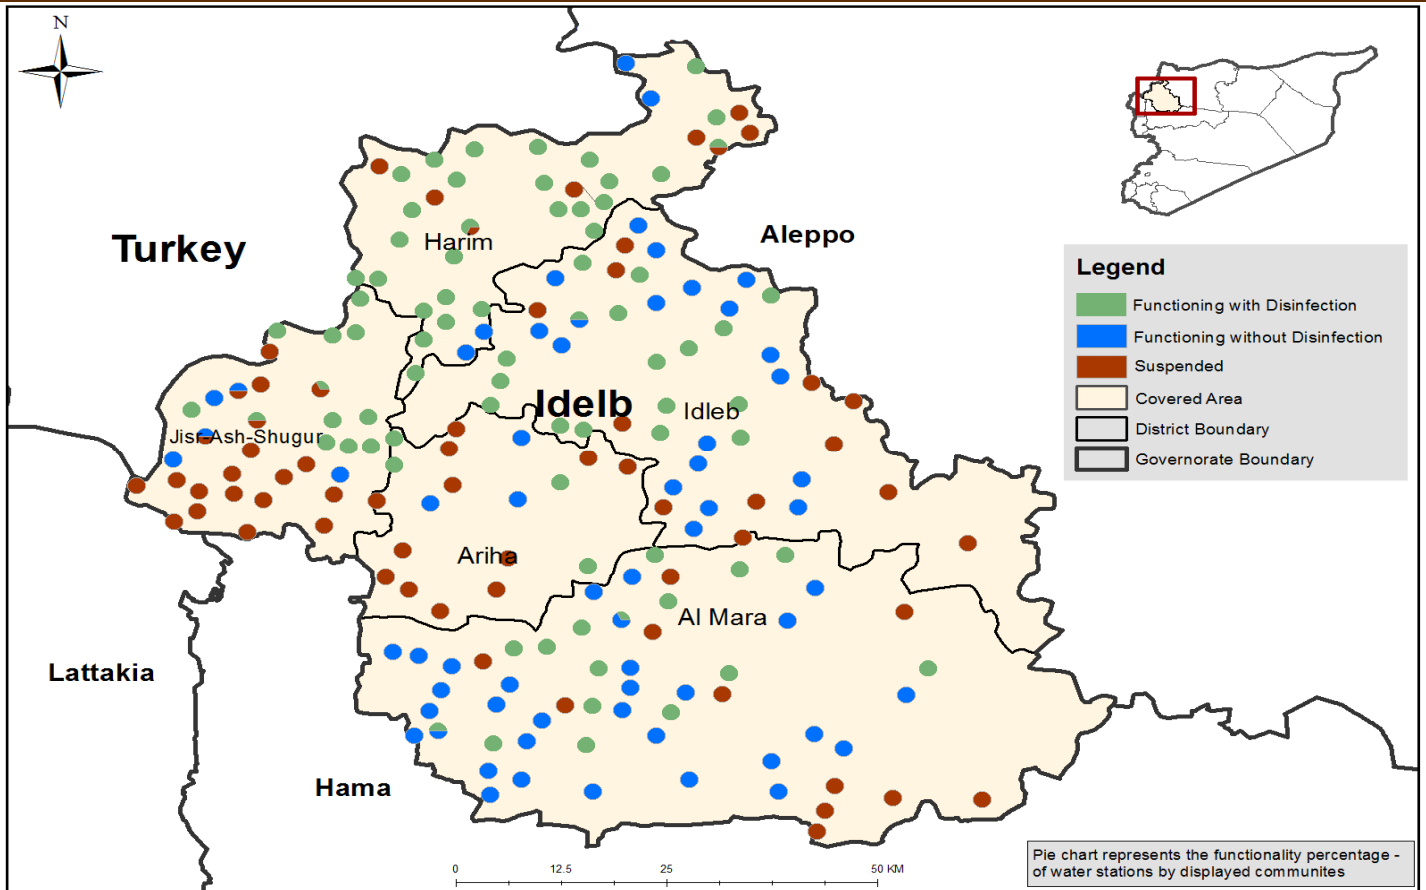 N
Turkey
Harim
Aleppo
Legend
Functioning with Disinfection
Functioning without Disinfection
Suspended
Covered Area
District Boundary
Governorate Boundary
Idelb
Idleb
Jisr-Ash-Shugur
Ariha
Al Mara
Lattakia
Hama
0 12.5 25 50 KM
Pie chart represents the functionality percentage -
of water stations by displayed communites